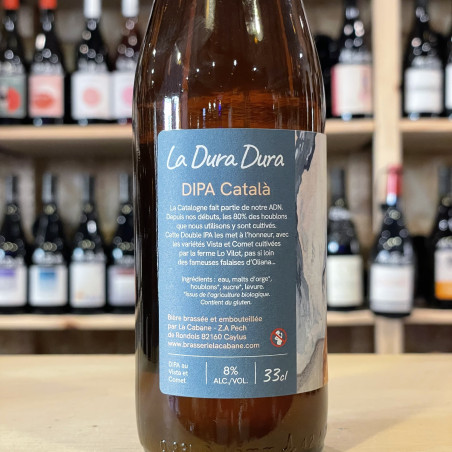 La Dura Dura
DIPA Català
La Catalogne fait partie de notre ADN.
Depuis nos débuts, les 80% des houblons
que nous utilisons y sont cultivés.
Cette Double IPA les met à l'honneur, avec
les variétés Vista et Comet cultivées
par la ferme Lo Vilot, pas si loin
des fameuses falaises d'Oliana...
Ingrédients : eau, malts d'orge*,
houblons*, sucre*, levure.
*Issus de l'agriculture biologique.
Contient du gluten.
bière brassée et embouteillée
par La Cabane - Z.A Pech
de Rondols 82160 Caylus
www.brasserielacabane.com
DIPA au
Vista et
Comet
8%
ALC./VOL.
33cl